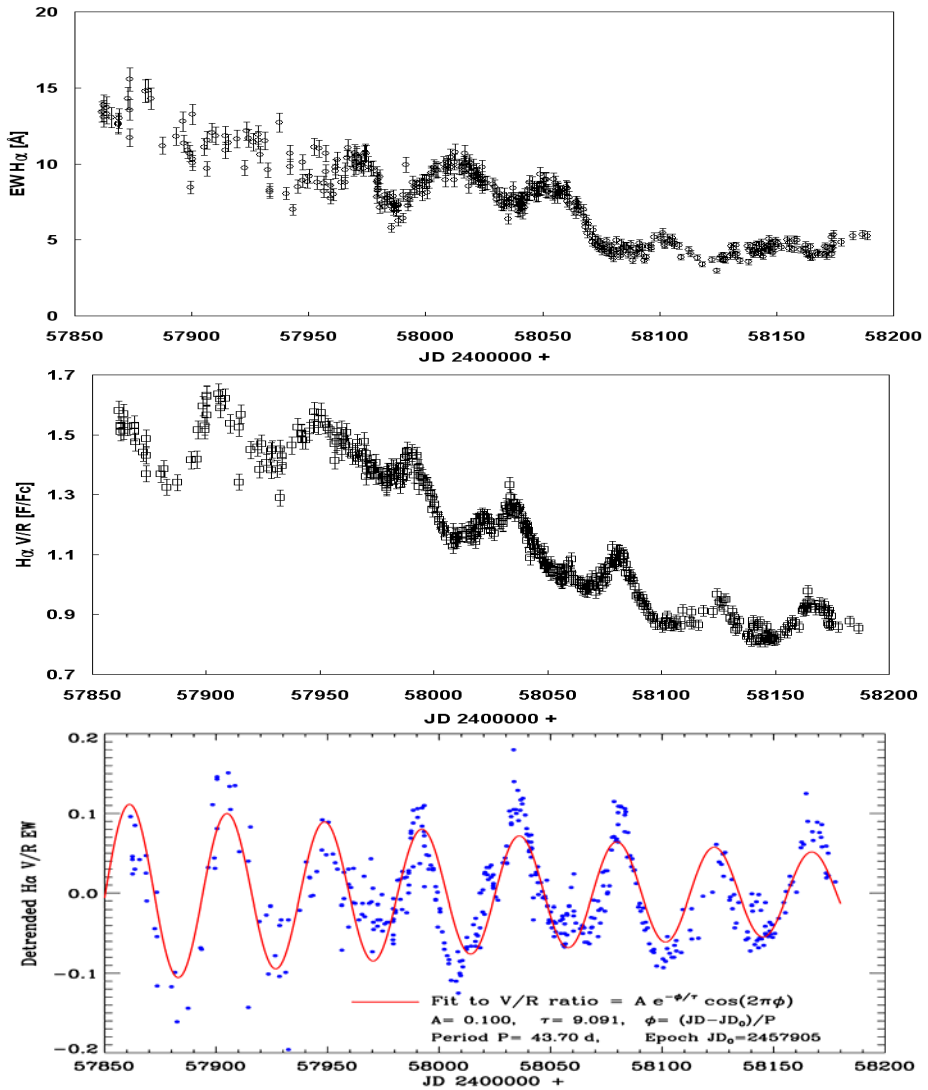 20
15
10
5
0
EW Hα [Å]
57850 57900 57950 58000 58050 58100 58150 58200
JD 2400000 +
1.7
1.5
1.3
1.1
0.9
0.7
Hα V/R [F/Fc]
57850 57900 57950 58000 58050 58100 58150 58200
JD 2400000 +
0.2
0.1
0.0
−0.1
−0.2
Detrended Hα V/R EW
Fit to V/R ratio = A e^{−ϕ/τ} cos(2πϕ)
A= 0.100, τ= 9.091, ϕ= (JD−JD₀)/P
Period P= 43.70 d, Epoch JD₀=2457905
57850 57900 57950 58000 58050 58100 58150 58200
JD 2400000 +